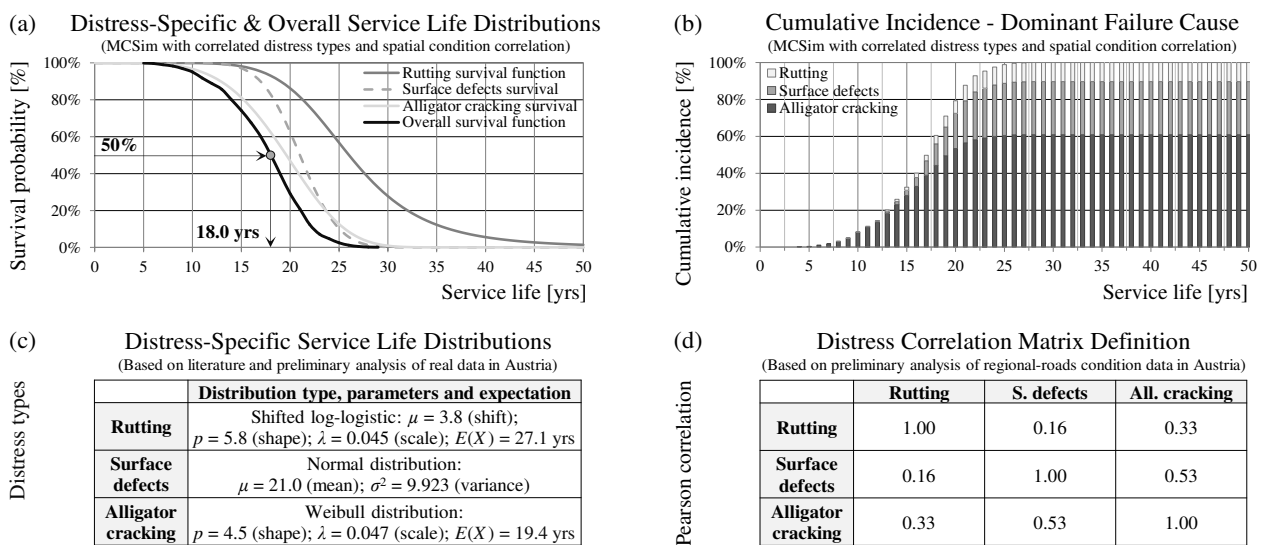 (a) Distress-Specific & Overall Service Life Distributions
(MCSim with correlated distress types and spatial condition correlation)
Survival probability [%]
100%
80%
60%
40%
20%
0%
Rutting survival function
Surface defects survival
Alligator cracking survival
Overall survival function
50%
18.0 yrs
0 5 10 15 20 25 30 35 40 45 50
Service life [yrs]
(b) Cumulative Incidence - Dominant Failure Cause
(MCSim with correlated distress types and spatial condition correlation)
Cumulative incidence [%]
100%
80%
60%
40%
20%
0%
Rutting
Surface defects
Alligator cracking
0 5 10 15 20 25 30 35 40 45 50
Service life [yrs]
(c) Distress-Specific Service Life Distributions
(Based on literature and preliminary analysis of real data in Austria)
Distress types
Distribution type, parameters and expectation
Rutting
Shifted log-logistic: μ = 3.8 (shift);
p = 5.8 (shape); λ = 0.045 (scale); E(X) = 27.1 yrs
Surface
defects
Normal distribution:
μ = 21.0 (mean); σ² = 9.923 (variance)
Alligator
cracking
Weibull distribution:
p = 4.5 (shape); λ = 0.047 (scale); E(X) = 19.4 yrs
(d) Distress Correlation Matrix Definition
(Based on preliminary analysis of regional-roads condition data in Austria)
Pearson correlation
Rutting S. defects All. cracking
Rutting 1.00 0.16 0.33
Surface
defects 0.16 1.00 0.53
Alligator
cracking 0.33 0.53 1.00